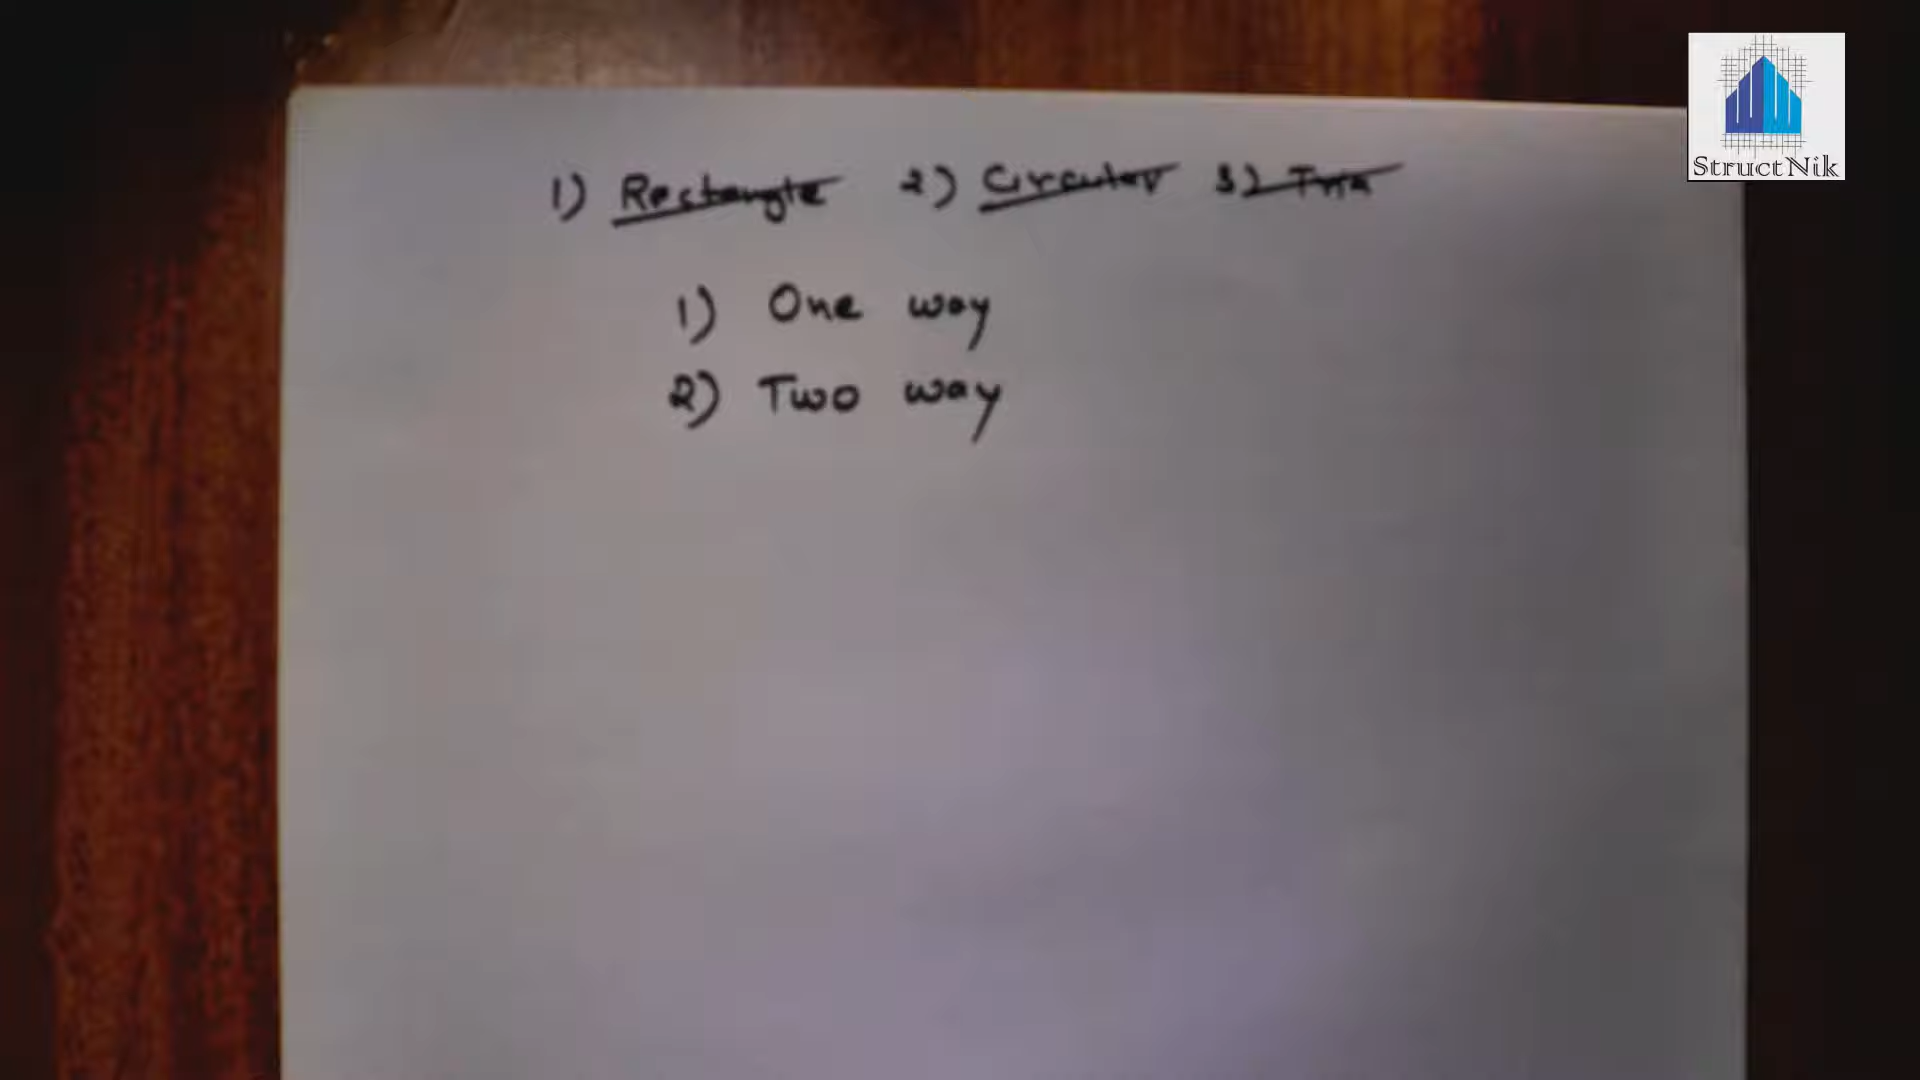 1) Rectangle 2) Circular 3)
1) One way
2) Two way
StructNik